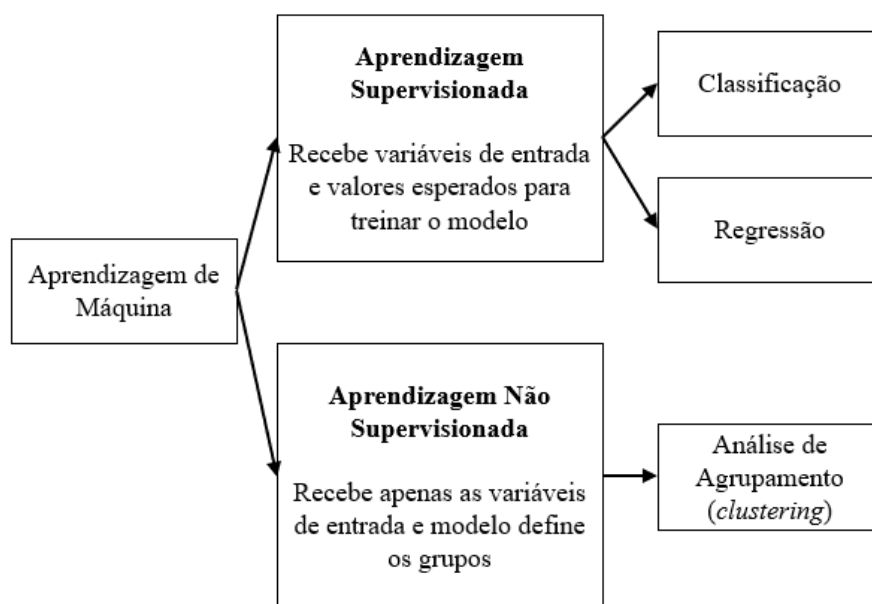 Aprendizagem de
Máquina
Aprendizagem
Supervisionada
Recebe variáveis de entrada
e valores esperados para
treinar o modelo
Classificação
Regressão
Aprendizagem Não
Supervisionada
Recebe apenas as variáveis
de entrada e modelo define
os grupos
Análise de
Agrupamento
(clustering)